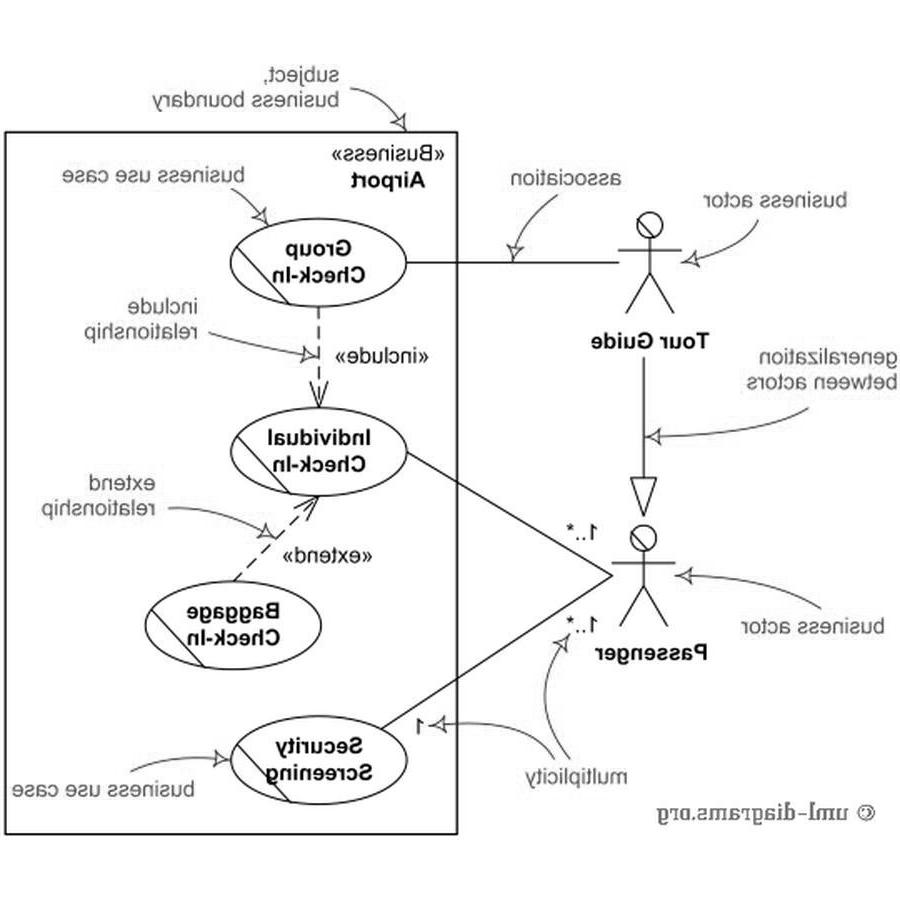 subject,
business boundary
«Business»
Airport
business use case
association
business actor
Group
Check-In
include
relationship
«include»
Tour Guide
generalization
between actors
Individual
Check-In
extend
relationship
«extend»
1..*
Baggage
Check-In
1..*
business actor
Passenger
1
Security
Screening
multiplicity
business use case
© uml-diagrams.org